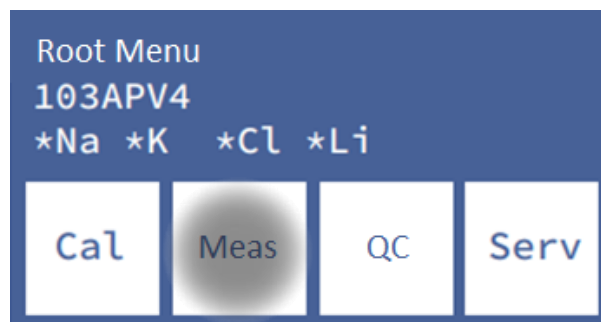 Root Menu
103APV4
*Na *K *Cl *Li
Cal Meas QC Serv